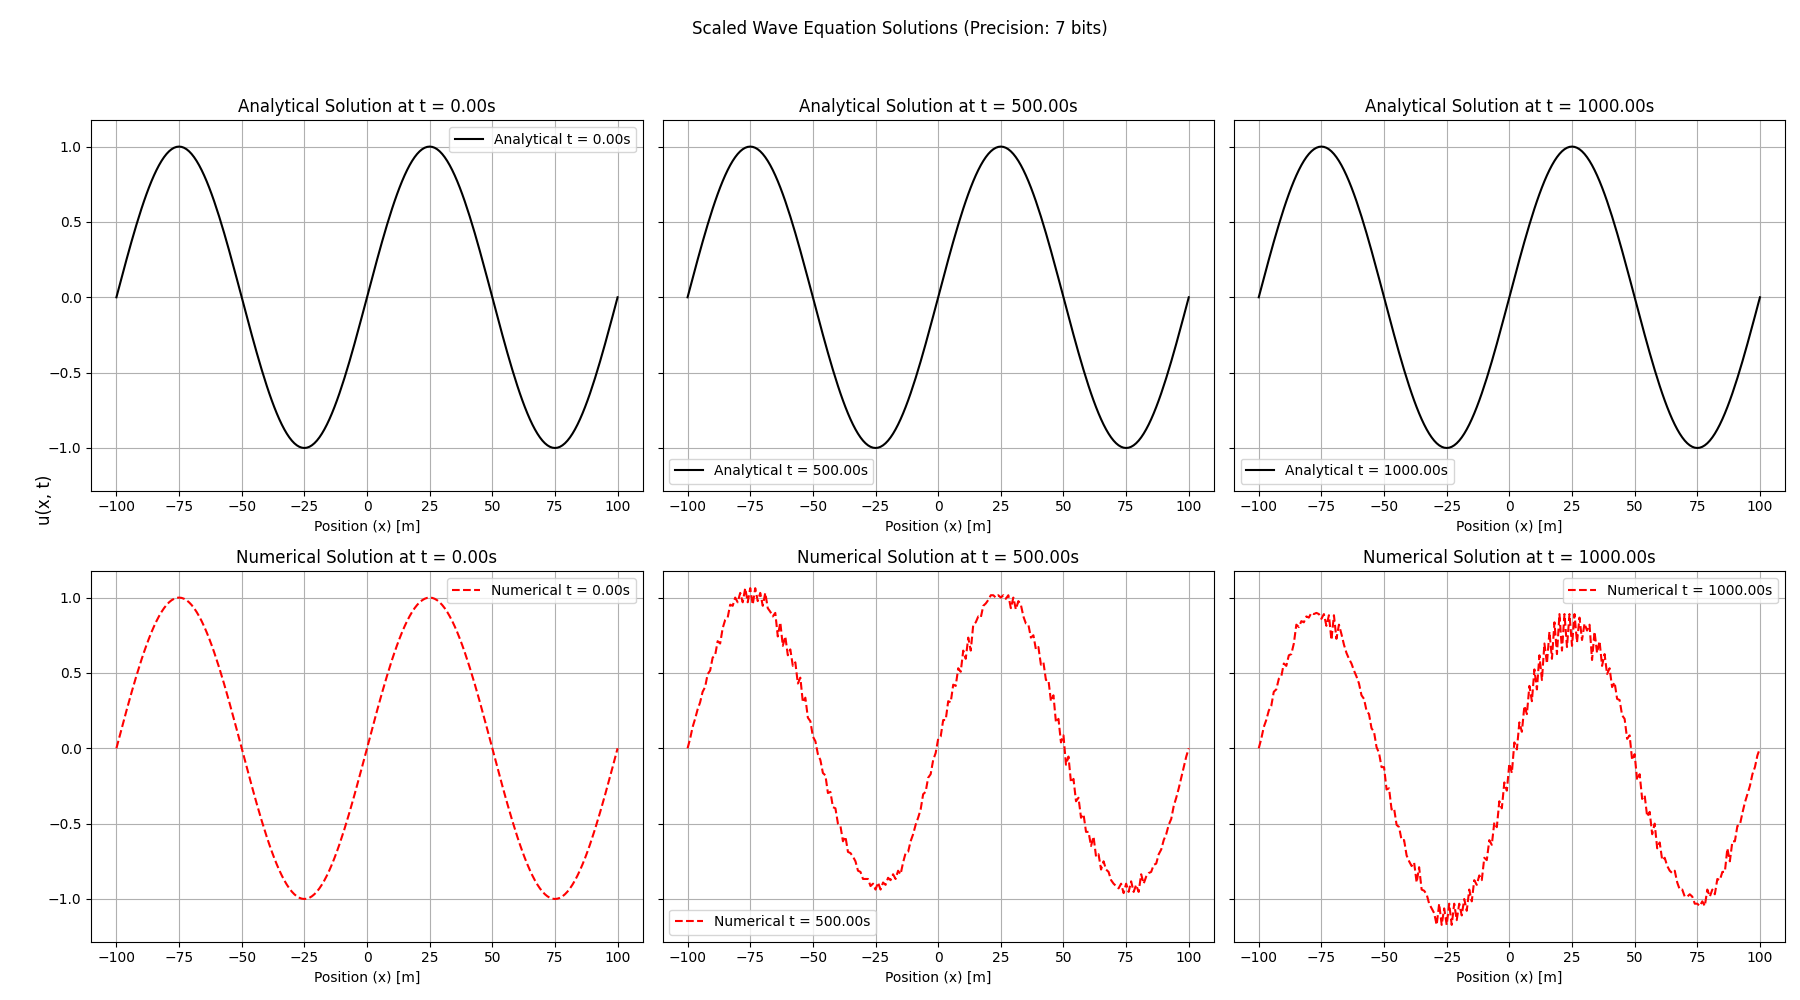 Scaled Wave Equation Solutions (Precision: 7 bits)
Analytical Solution at t = 0.00s
Analytical t = 0.00s
1.0
0.5
0.0
−0.5
−1.0
−100 −75 −50 −25 0 25 50 75 100
Position (x) [m]
Analytical Solution at t = 500.00s
Analytical t = 500.00s
−100 −75 −50 −25 0 25 50 75 100
Position (x) [m]
Analytical Solution at t = 1000.00s
Analytical t = 1000.00s
−100 −75 −50 −25 0 25 50 75 100
Position (x) [m]
u(x, t)
Numerical Solution at t = 0.00s
Numerical t = 0.00s
1.0
0.5
0.0
−0.5
−1.0
−100 −75 −50 −25 0 25 50 75 100
Position (x) [m]
Numerical Solution at t = 500.00s
Numerical t = 500.00s
−100 −75 −50 −25 0 25 50 75 100
Position (x) [m]
Numerical Solution at t = 1000.00s
Numerical t = 1000.00s
−100 −75 −50 −25 0 25 50 75 100
Position (x) [m]